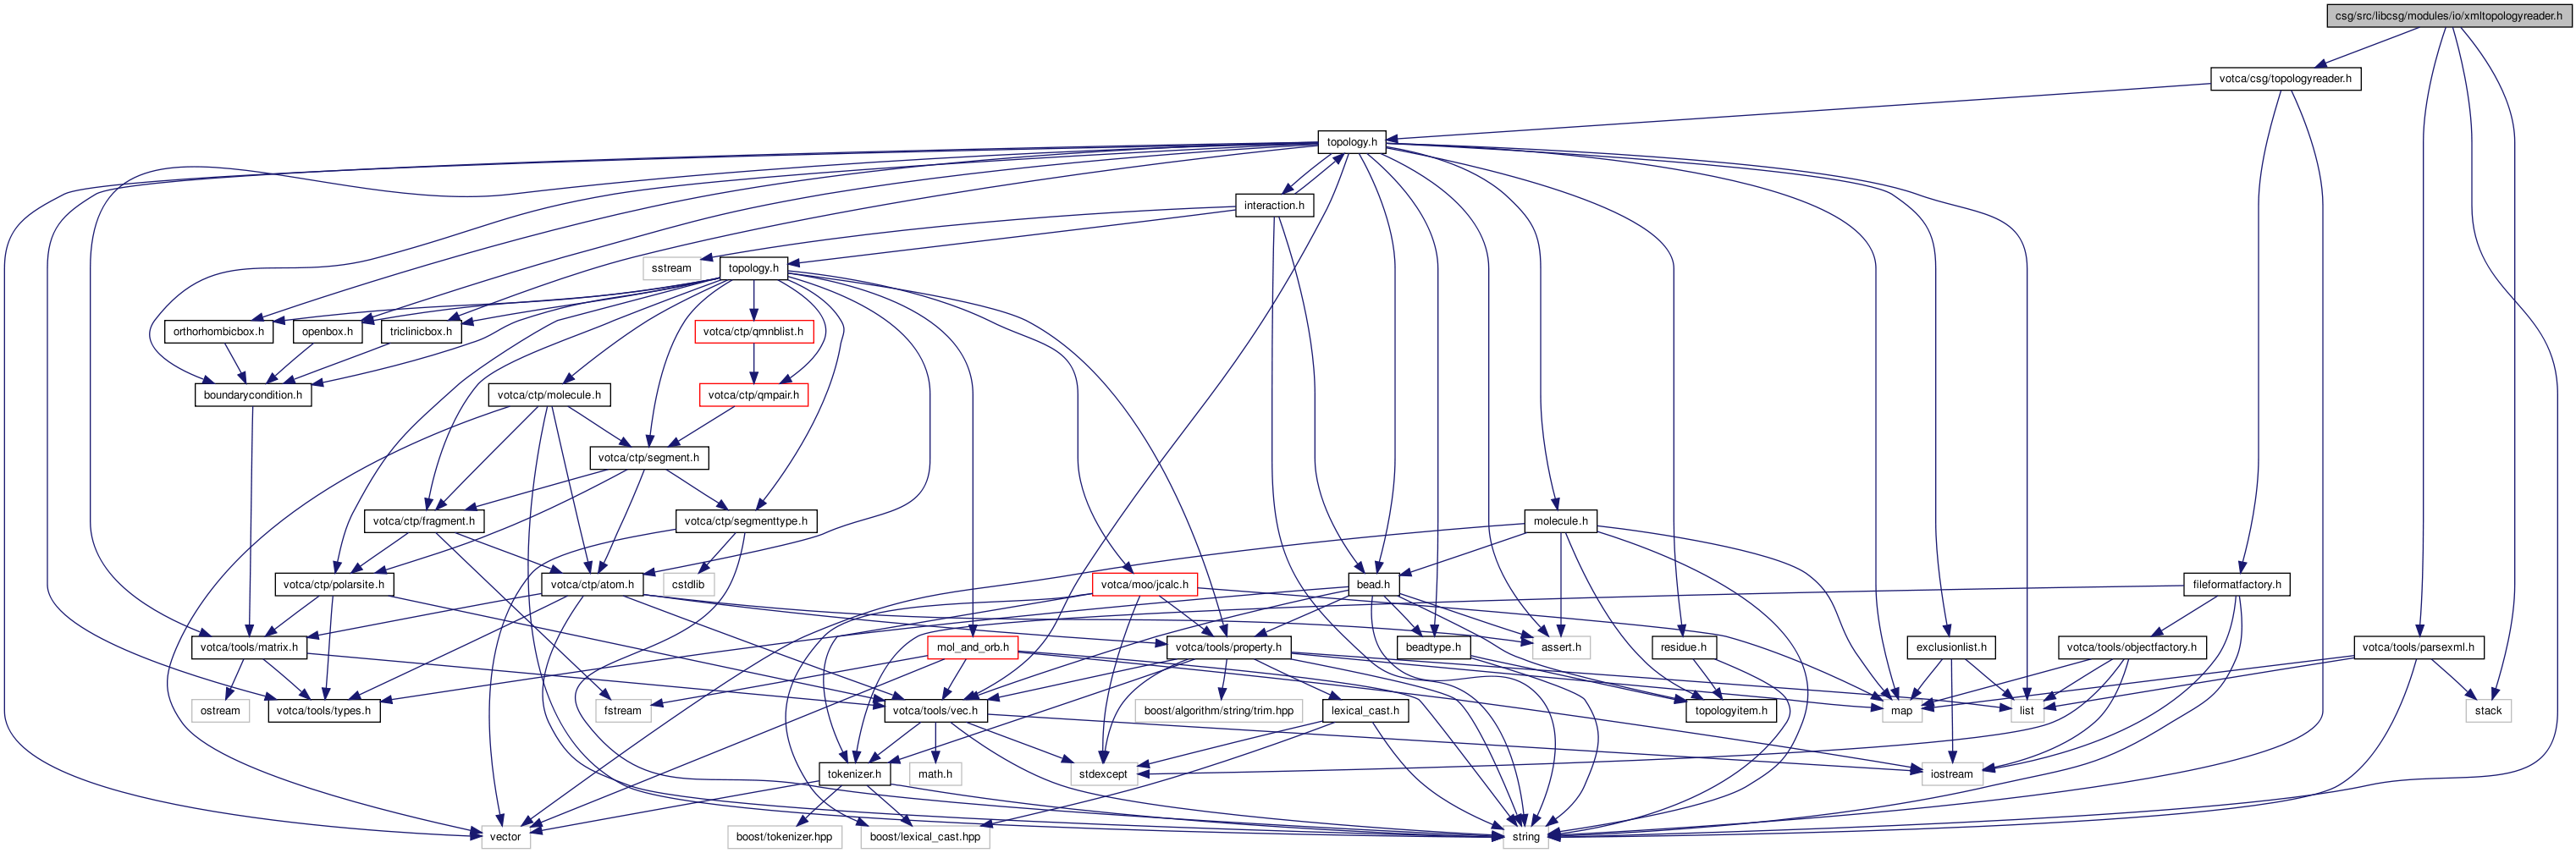 csg/src/libcsg/modules/io/xmltopologyreader.h
votca/csg/topologyreader.h
topology.h
interaction.h
sstream
topology.h
orthorhombicbox.h
openbox.h
triclinicbox.h
votca/ctp/qmnblist.h
boundarycondition.h
votca/ctp/molecule.h
votca/ctp/qmpair.h
votca/ctp/segment.h
votca/ctp/fragment.h
votca/ctp/segmenttype.h
molecule.h
votca/ctp/polarsite.h
votca/ctp/atom.h
cstdlib
votca/moo/jcalc.h
bead.h
fileformatfactory.h
votca/tools/matrix.h
mol_and_orb.h
votca/tools/property.h
beadtype.h
assert.h
residue.h
exclusionlist.h
votca/tools/objectfactory.h
votca/tools/parsexml.h
ostream
votca/tools/types.h
fstream
votca/tools/vec.h
boost/algorithm/string/trim.hpp
lexical_cast.h
topologyitem.h
map
list
stack
tokenizer.h
math.h
stdexcept
iostream
vector
boost/tokenizer.hpp
boost/lexical_cast.hpp
string